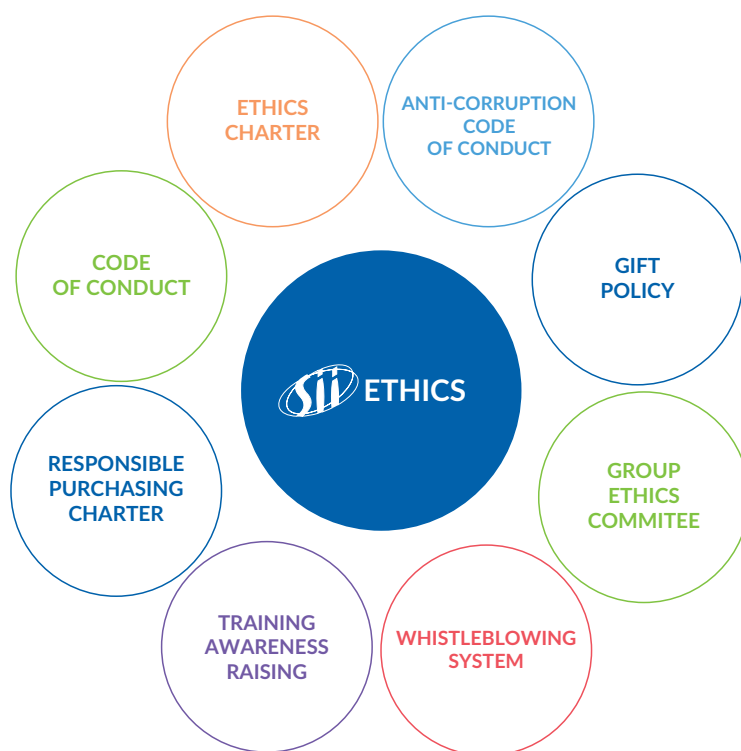 ETHICS
CHARTER
ANTI-CORRUPTION
CODE
OF CONDUCT
GIFT
POLICY
GROUP
ETHICS
COMMITEE
WHISTLEBLOWING
SYSTEM
TRAINING
AWARENESS
RAISING
RESPONSIBLE
PURCHASING
CHARTER
CODE
OF CONDUCT
Sii ETHICS